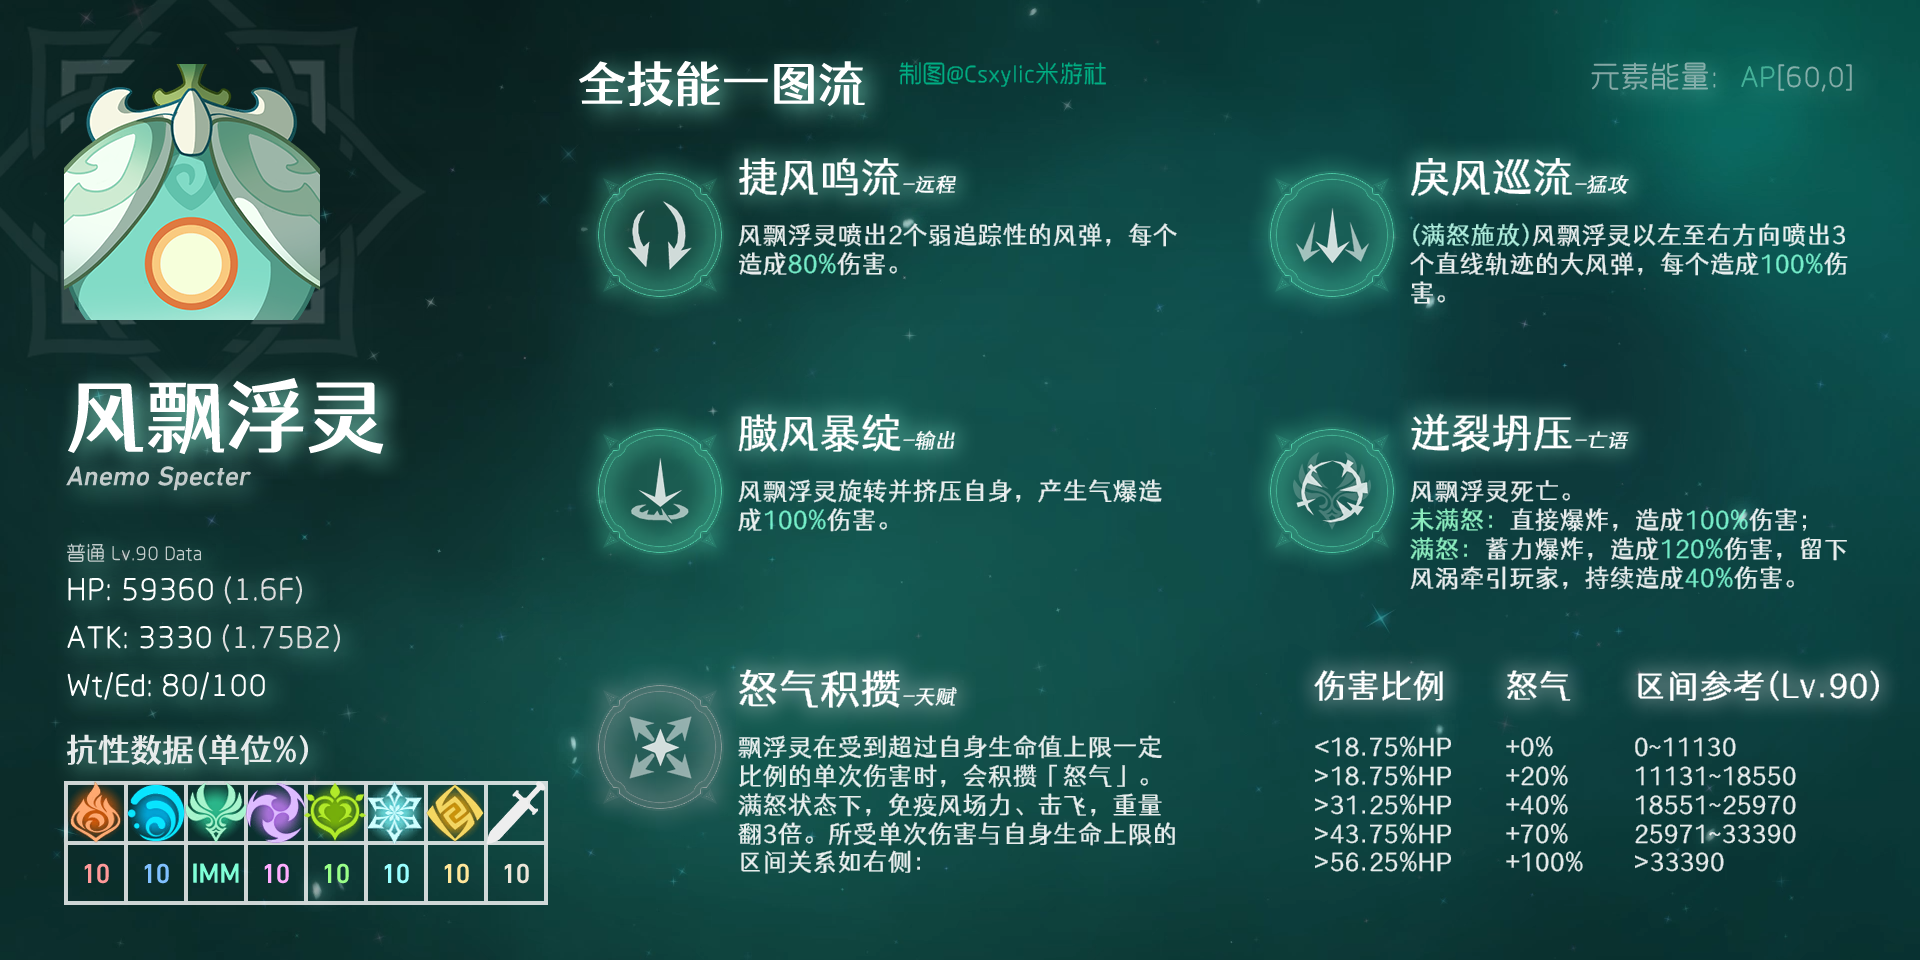 全技能一图流
制图@Csxylic米游社
元素能量: AP[60,0]
风飘浮灵
Anemo Specter
普通 Lv.90 Data
HP: 59360 (1.6F)
ATK: 3330 (1.75B2)
Wt/Ed: 80/100
抗性数据(单位%)
10 10 IMM 10 10 10 10 10
捷风鸣流-远程
风飘浮灵喷出2个弱追踪性的风弹，每个
造成80%伤害。
戾风巡流-猛攻
(满怒施放)风飘浮灵以左至右方向喷出3
个直线轨迹的大风弹，每个造成100%伤
害。
飚风暴绽-输出
风飘浮灵旋转并挤压自身，产生气爆造
成100%伤害。
迸裂坍压-亡语
风飘浮灵死亡。
未满怒：直接爆炸，造成100%伤害；
满怒：蓄力爆炸，造成120%伤害，留下
风涡牵引玩家，持续造成40%伤害。
怒气积攒-天赋
飘浮灵在受到超过自身生命值上限一定
比例的单次伤害时，会积攒「怒气」。
满怒状态下，免疫风场力、击飞，重量
翻3倍。所受单次伤害与自身生命上限的
区间关系如右侧：
伤害比例 怒气 区间参考(Lv.90)
<18.75%HP +0% 0~11130
>18.75%HP +20% 11131~18550
>31.25%HP +40% 18551~25970
>43.75%HP +70% 25971~33390
>56.25%HP +100% >33390